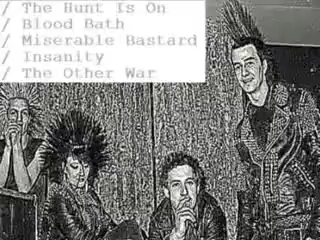 / The Hunt Is On
/ Blood Bath
/ Miserable Bastard
/ Insanity
/ The Other War